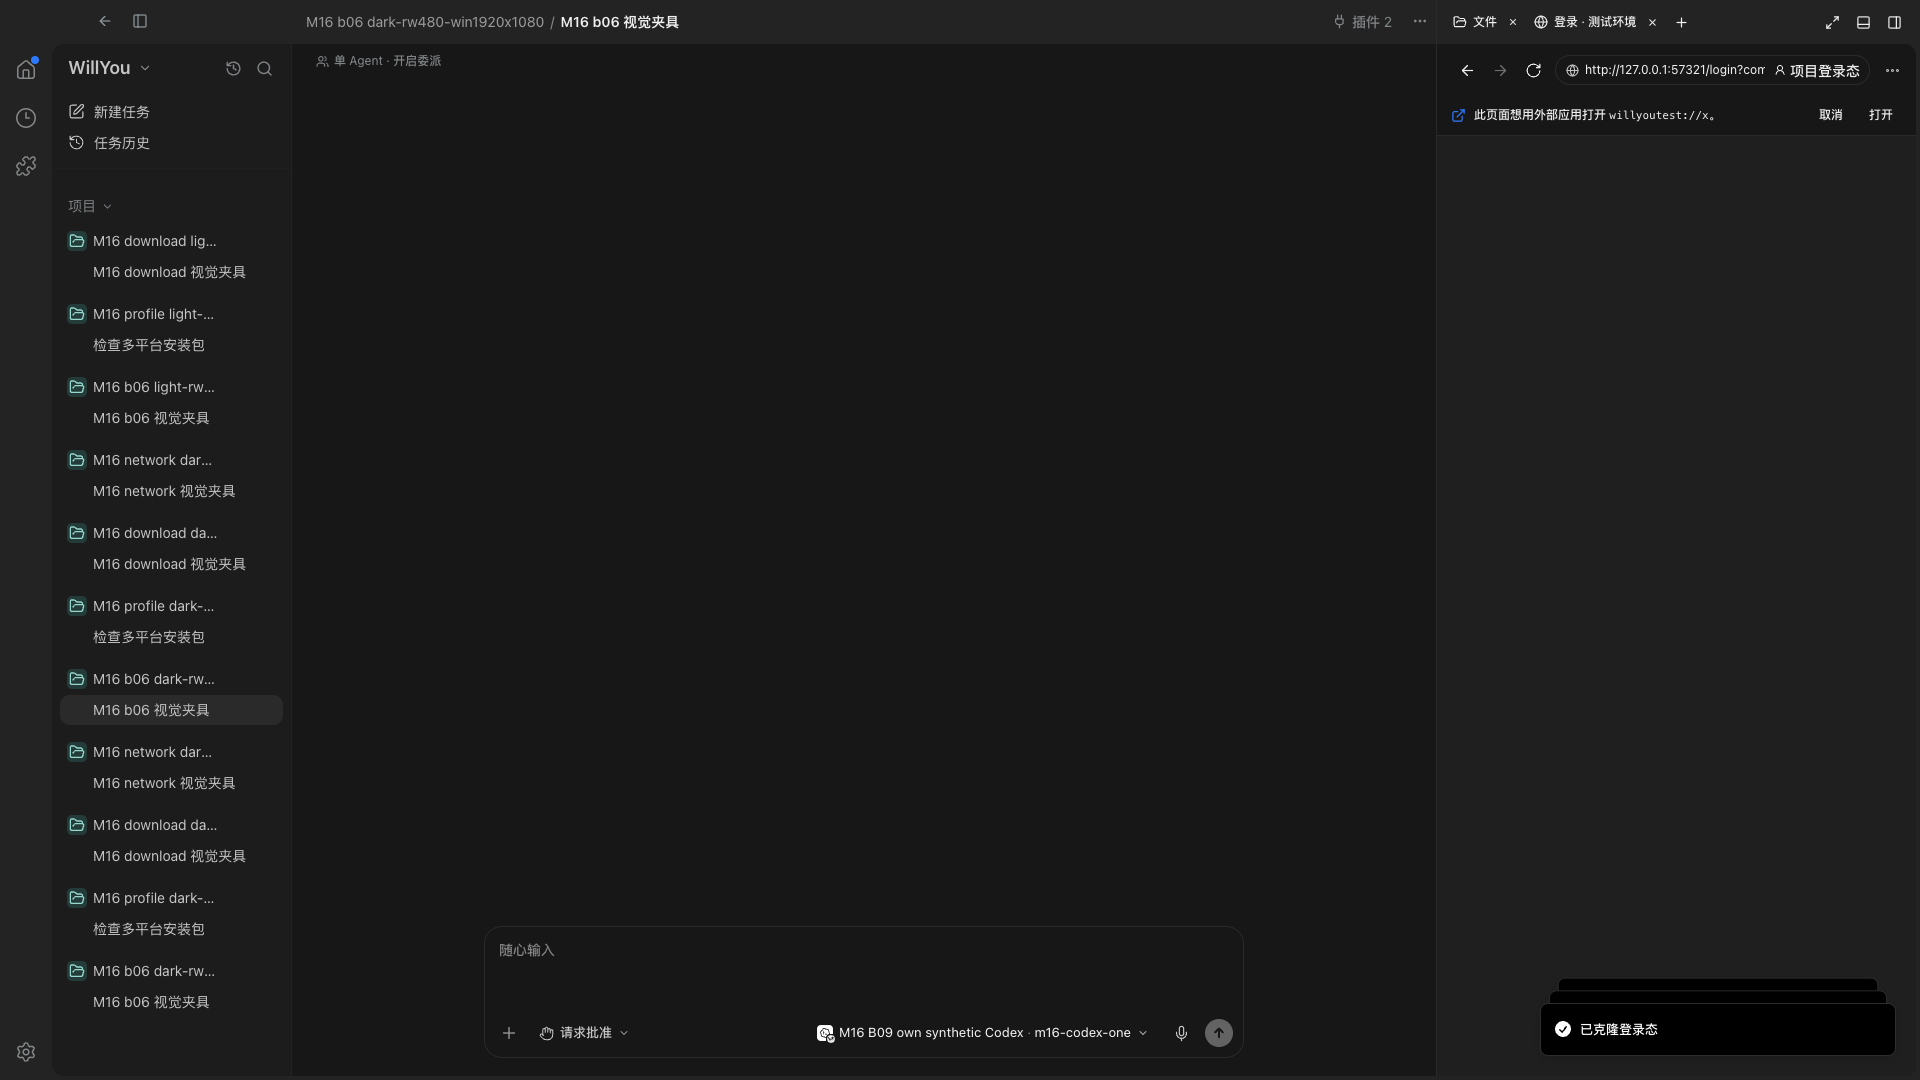 M16 b06 dark-rw480-win1920x1080 / M16 b06 视觉夹具
插件 2
文件
登录 · 测试环境
WillYou
新建任务
任务历史
项目
M16 download lig...
M16 download 视觉夹具
M16 profile light-...
检查多平台安装包
M16 b06 light-rw...
M16 b06 视觉夹具
M16 network dar...
M16 network 视觉夹具
M16 download da...
M16 download 视觉夹具
M16 profile dark-...
检查多平台安装包
M16 b06 dark-rw...
M16 b06 视觉夹具
M16 network dar...
M16 network 视觉夹具
M16 download da...
M16 download 视觉夹具
M16 profile dark-...
检查多平台安装包
M16 b06 dark-rw...
M16 b06 视觉夹具
单 Agent · 开启委派
随心输入
请求批准
M16 B09 own synthetic Codex · m16-codex-one
http://127.0.0.1:57321/login?com
项目登录态
此页面想用外部应用打开 willyoutest://x。
取消
打开
已克隆登录态